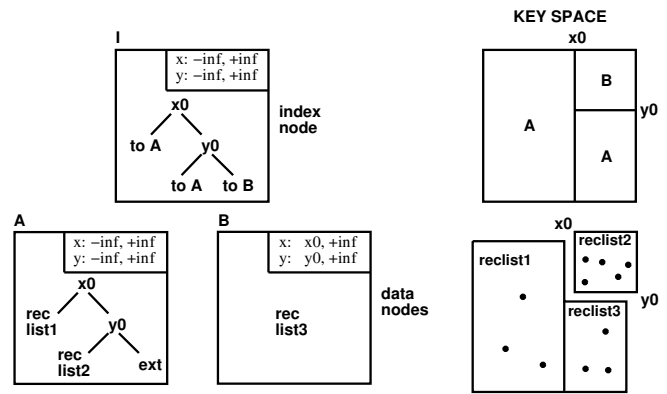 I
x: −inf, +inf
y: −inf, +inf
x0
to A
y0
to A
to B
index
node
KEY SPACE
x0
B
y0
A
A
A
x: −inf, +inf
y: −inf, +inf
x0
rec
list1
y0
rec
list2
ext
B
x: x0, +inf
y: y0, +inf
rec
list3
data
nodes
x0
reclist2
reclist1
y0
reclist3